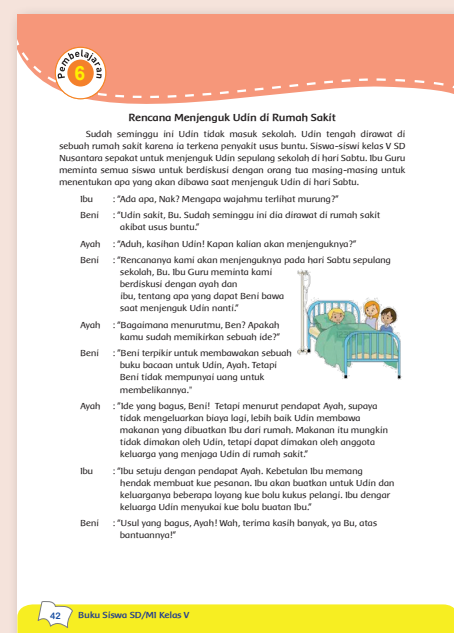 Pembelajaran
6
Rencana Menjenguk Udin di Rumah Sakit
Sudah seminggu ini Udin tidak masuk sekolah. Udin tengah dirawat di
sebuah rumah sakit karena ia terkena penyakit usus buntu. Siswa-siswi kelas V SD
Nusantara sepakat untuk menjenguk Udin sepulang sekolah di hari Sabtu. Ibu Guru
meminta semua siswa untuk berdiskusi dengan orang tua masing-masing untuk
menentukan apa yang akan dibawa saat menjenguk Udin di hari Sabtu.
Ibu : "Ada apa, Nak? Mengapa wajahmu terlihat murung?"
Beni : "Udin sakit, Bu. Sudah seminggu ini dia dirawat di rumah sakit
akibat usus buntu."
Ayah : "Aduh, kasihan Udin! Kapan kalian akan menjenguknya?"
Beni : "Rencananya kami akan menjenguknya pada hari Sabtu sepulang
sekolah, Bu. Ibu Guru meminta kami
berdiskusi dengan ayah dan
ibu, tentang apa yang dapat Beni bawa
saat menjenguk Udin nanti."
Ayah : "Bagaimana menurutmu, Ben? Apakah
kamu sudah memikirkan sebuah ide?"
Beni : "Beni terpikir untuk membawakan sebuah
buku bacaan untuk Udin, Ayah. Tetapi
Beni tidak mempunyai uang untuk
membelikannya."
Ayah : "Ide yang bagus, Beni! Tetapi menurut pendapat Ayah, supaya
tidak mengeluarkan biaya lagi, lebih baik Udin membawa
makanan yang dibuatkan Ibu dari rumah. Makanan itu mungkin
tidak dimakan oleh Udin, tetapi dapat dimakan oleh anggota
keluarga yang menjaga Udin di rumah sakit."
Ibu : "Ibu setuju dengan pendapat Ayah. Kebetulan Ibu memang
hendak membuat kue pesanan. Ibu akan buatkan untuk Udin dan
keluarganya beberapa loyang kue bolu kukus pelangi. Ibu dengar
keluarga Udin menyukai kue bolu buatan Ibu."
Beni : "Usul yang bagus, Ayah! Wah, terima kasih banyak, ya Bu, atas
bantuannya!"
42 Buku Siswa SD/MI Kelas V